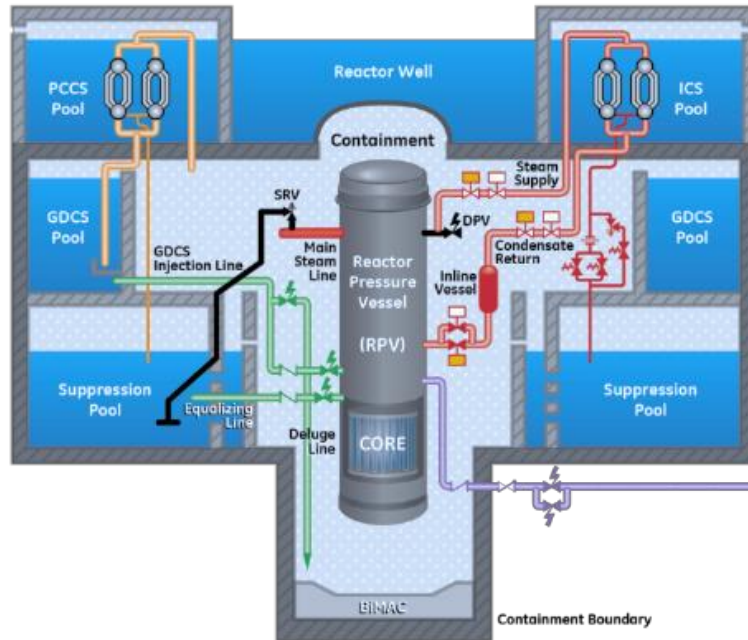 PCCS
Pool
Reactor Well
ICS
Pool
Containment
Steam
Supply
SRV
DPV
GDCS
Pool
GDCS
Injection Line
Main
Steam
Line
Reactor
Pressure
Vessel
(RPV)
Inline
Vessel
Condensate
Return
GDCS
Pool
Suppression
Pool
Equalizing
Line
Deluge
Line
CORE
Suppression
Pool
BiMAC
Containment Boundary